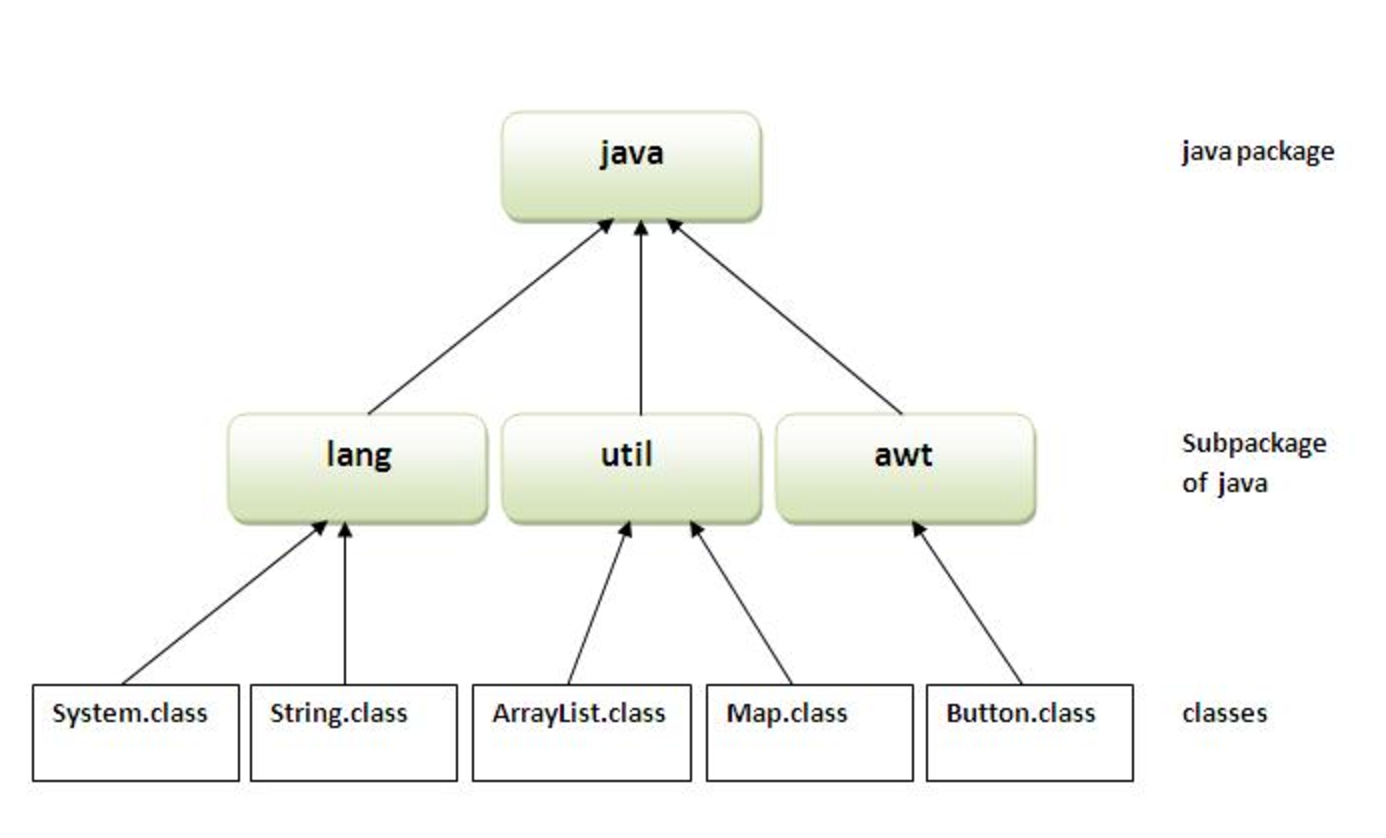 java
java package
lang
util
awt
Subpackage
of java
System.class
String.class
ArrayList.class
Map.class
Button.class
classes